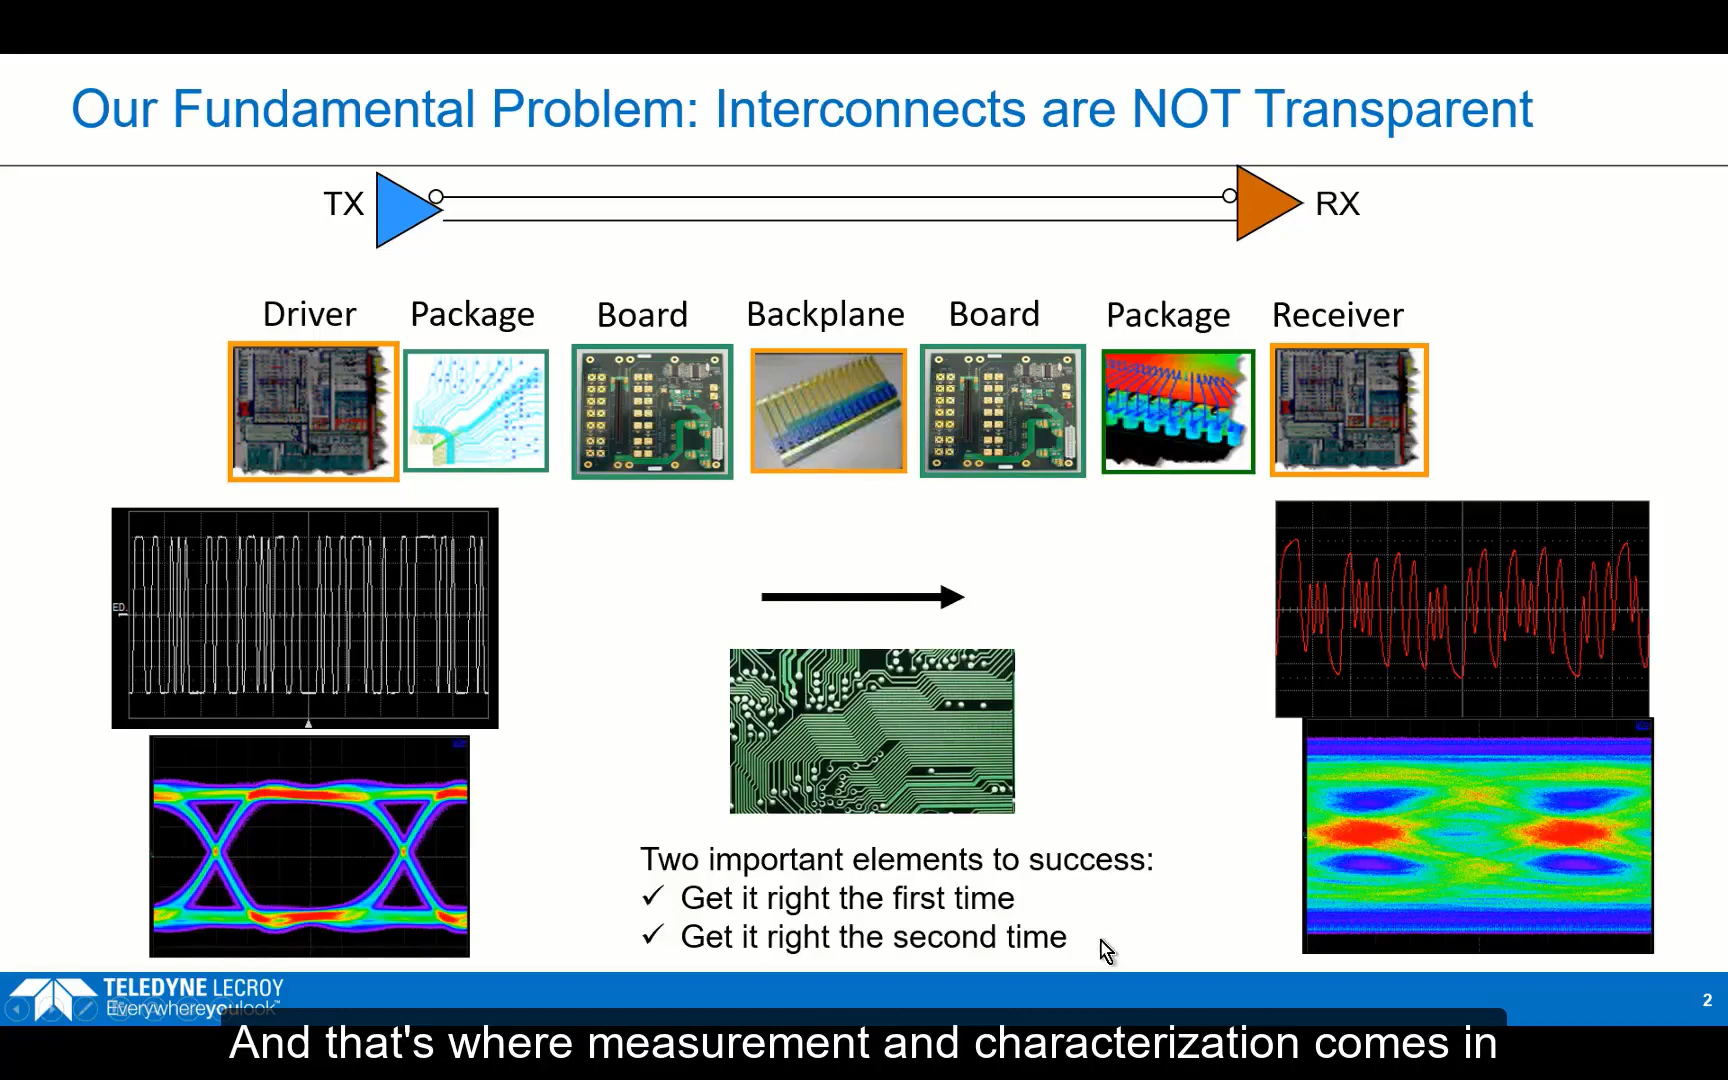 Our Fundamental Problem: Interconnects are NOT Transparent
TX
RX
Driver
Package
Board
Backplane
Board
Package
Receiver
ED.
Two important elements to success:
✓ Get it right the first time
✓ Get it right the second time
TELEDYNE LECROY
Everywhereyoulook™
2
And that's where measurement and characterization comes in